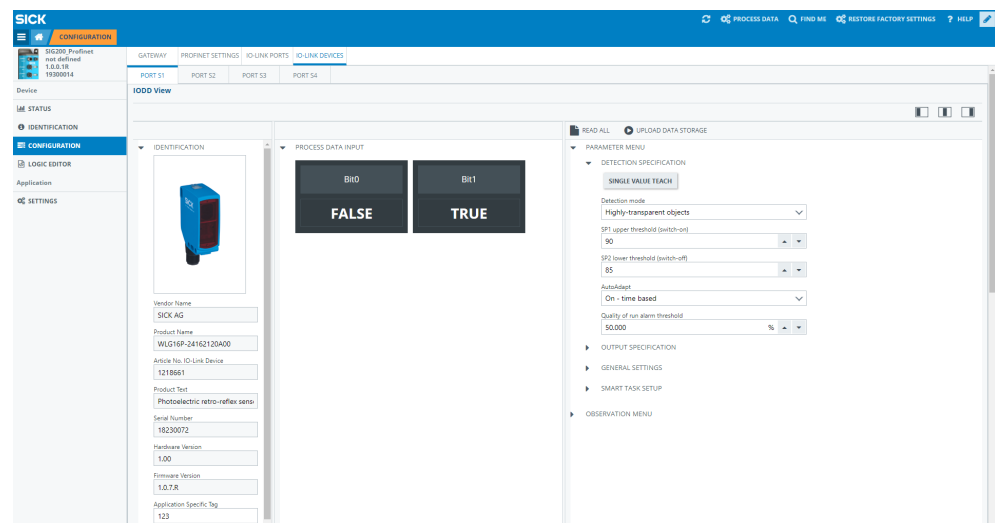 SICK
PROCESS DATA
FIND ME
RESTORE FACTORY SETTINGS
? HELP
CONFIGURATION
SIG200_Profinet
not defined
1.0.0.1R
19300014
GATEWAY
PROFINET SETTINGS
IO-LINK PORTS
IO-LINK DEVICES
PORT S1
PORT S2
PORT S3
PORT S4
Device
STATUS
IDENTIFICATION
CONFIGURATION
LOGIC EDITOR
Application
SETTINGS
IODD View
IDENTIFICATION
SICK
Vendor Name
SICK AG
Product Name
WLG16P-24162120A00
Article No. IO-Link Device
1218661
Product Text
Photoelectric retro-reflex sens
Serial Number
18230072
Hardware Version
1.00
Firmware Version
1.0.7.R
Application Specific Tag
123
PROCESS DATA INPUT
Bit0
FALSE
Bit1
TRUE
READ ALL
UPLOAD DATA STORAGE
PARAMETER MENU
DETECTION SPECIFICATION
SINGLE VALUE TEACH
Detection mode
Highly-transparent objects
SP1 upper threshold (switch-on)
90
SP2 lower threshold (switch-off)
85
AutoAdapt
On - time based
Quality of run alarm threshold
50.000 %
OUTPUT SPECIFICATION
GENERAL SETTINGS
SMART TASK SETUP
OBSERVATION MENU